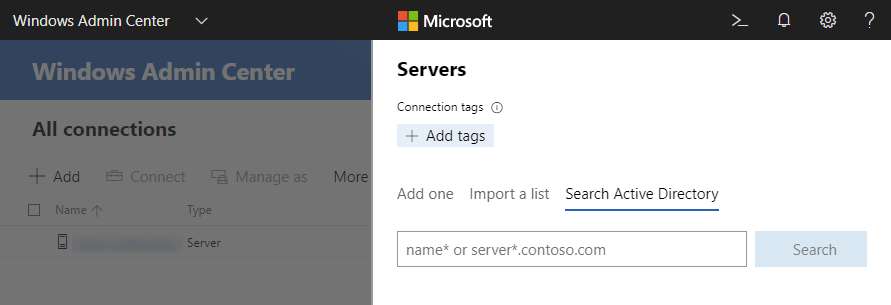 Windows Admin Center
Microsoft
Windows Admin Center
All connections
Add Connect Manage as More
Name Type
Server
Servers
Connection tags
Add tags
Add one Import a list Search Active Directory
name* or server*.contoso.com
Search